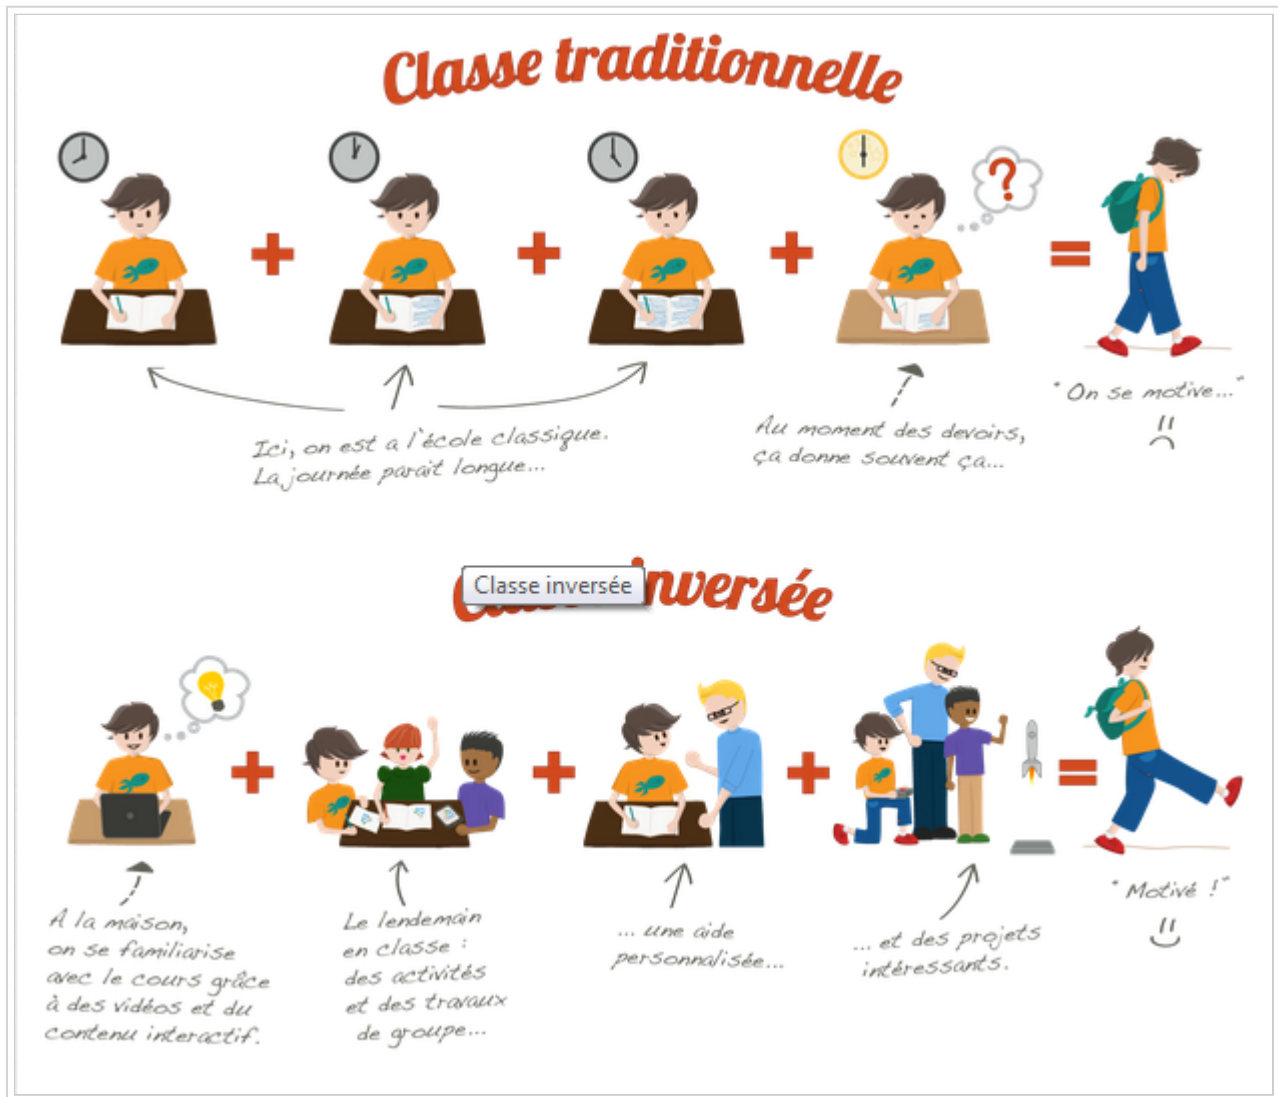 Classe traditionnelle
?
Ici, on est a l'école classique.
La journée parait longue...
Au moment des devoirs,
ça donne souvent ça...
"On se motive..."
Classe inversée
inversée
A la maison,
on se familiarise
avec le cours grâce
à des vidéos et du
contenu interactif.
Le lendemain
en classe :
des activités
et des travaux
de groupe...
... une aide
personnalisée...
... et des projets
intéressants.
"Motivé !"